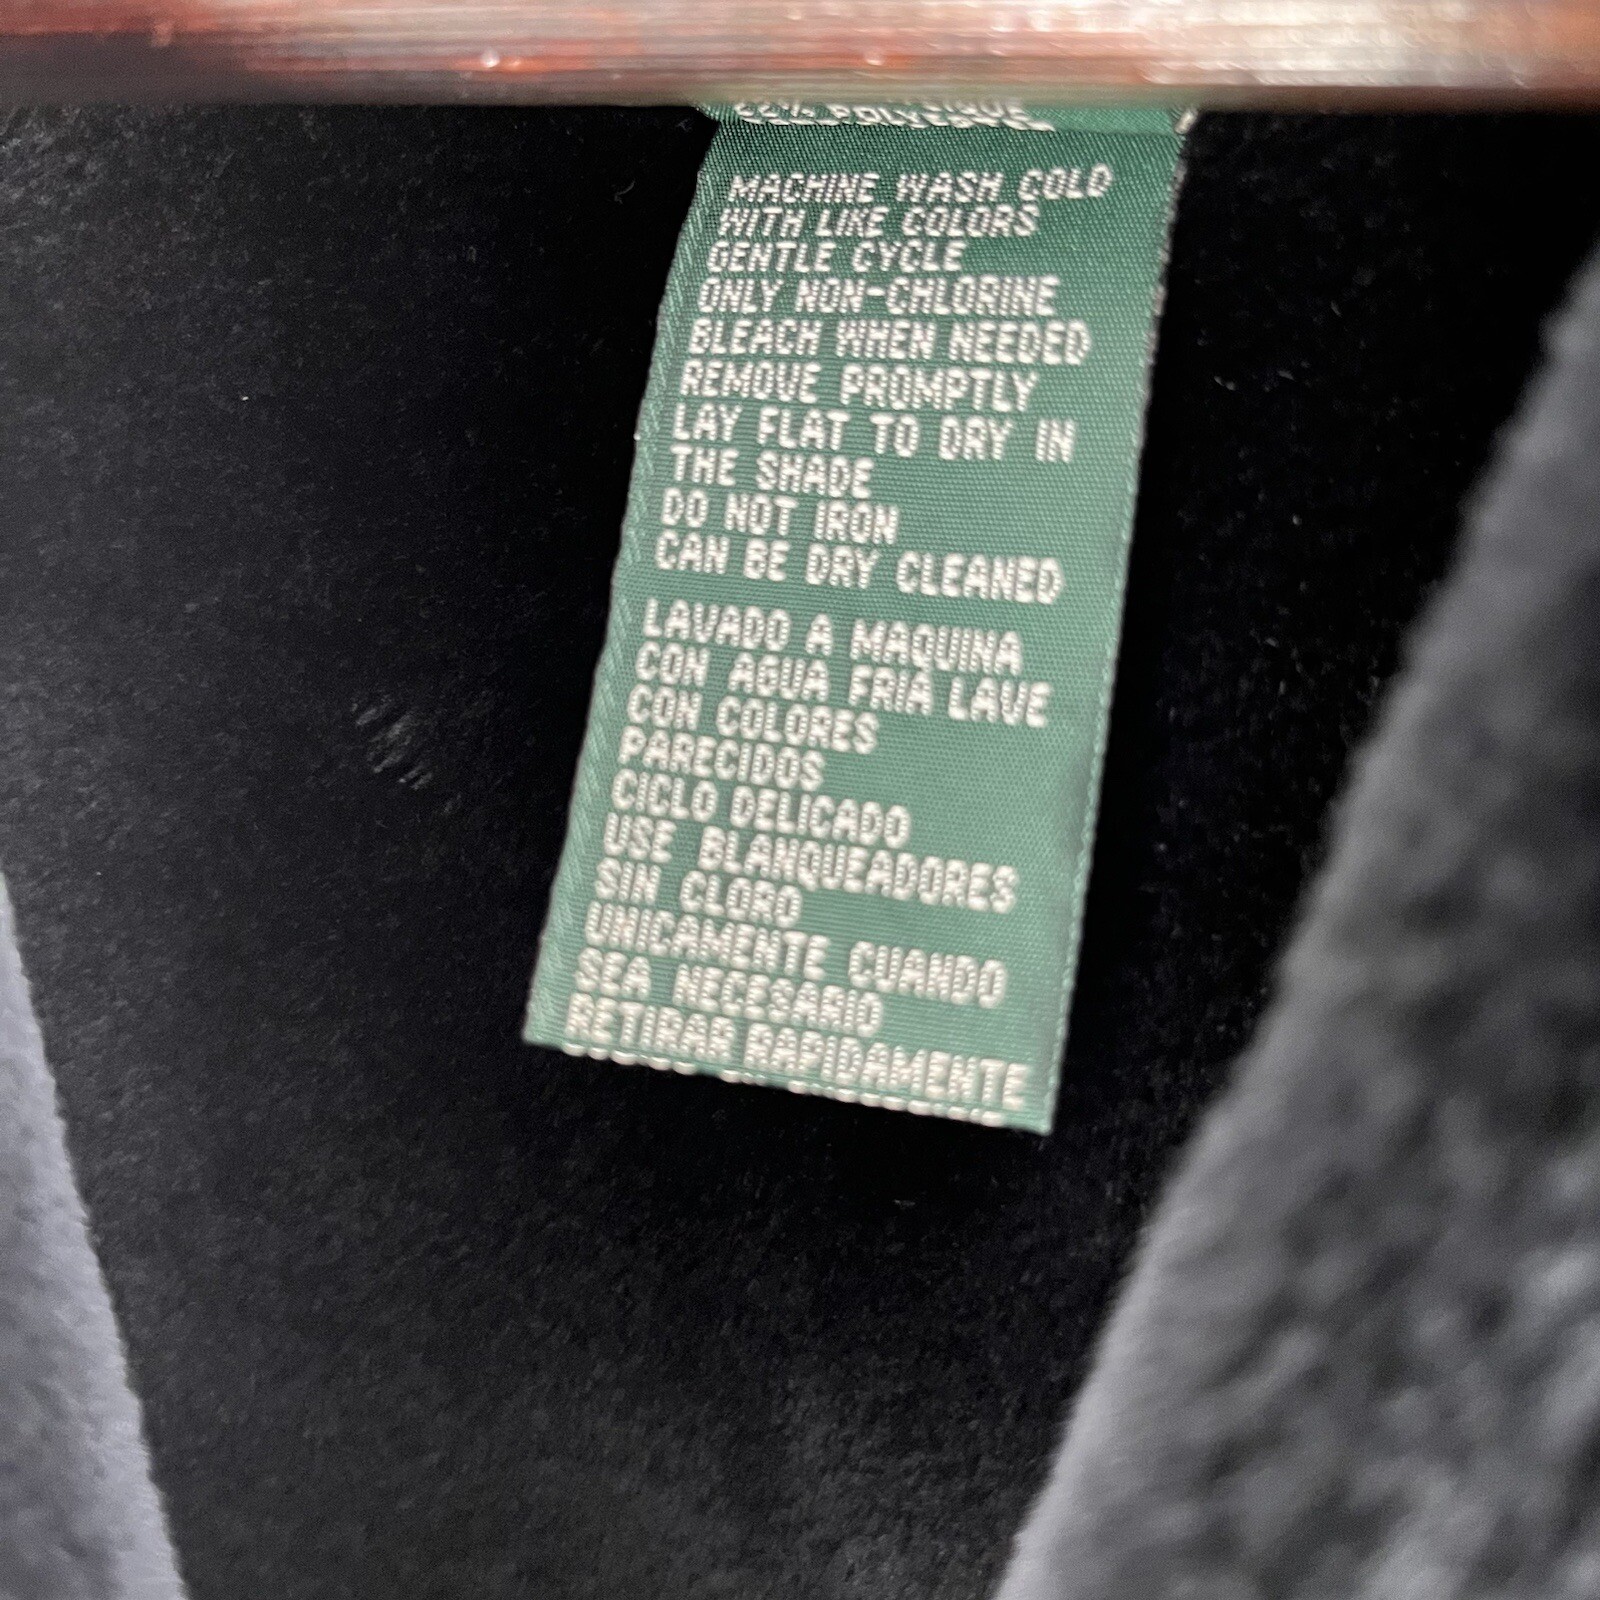 MACHINE WASH COLD
WITH LIKE COLORS
GENTLE CYCLE
ONLY NON-CHLORINE
BLEACH WHEN NEEDED
REMOVE PROMPTLY
LAY FLAT TO DRY IN
THE SHADE
DO NOT IRON
CAN BE DRY CLEANED
LAVADO A MAQUINA
CON AGUA FRIA LAVE
CON COLORES
PARECIDOS
CICLO DELICADO
USE BLANQUEADORES
SIN CLORO
UNICAMENTE CUANDO
SEA NECESARIO
RETIRAR RAPIDAMENTE